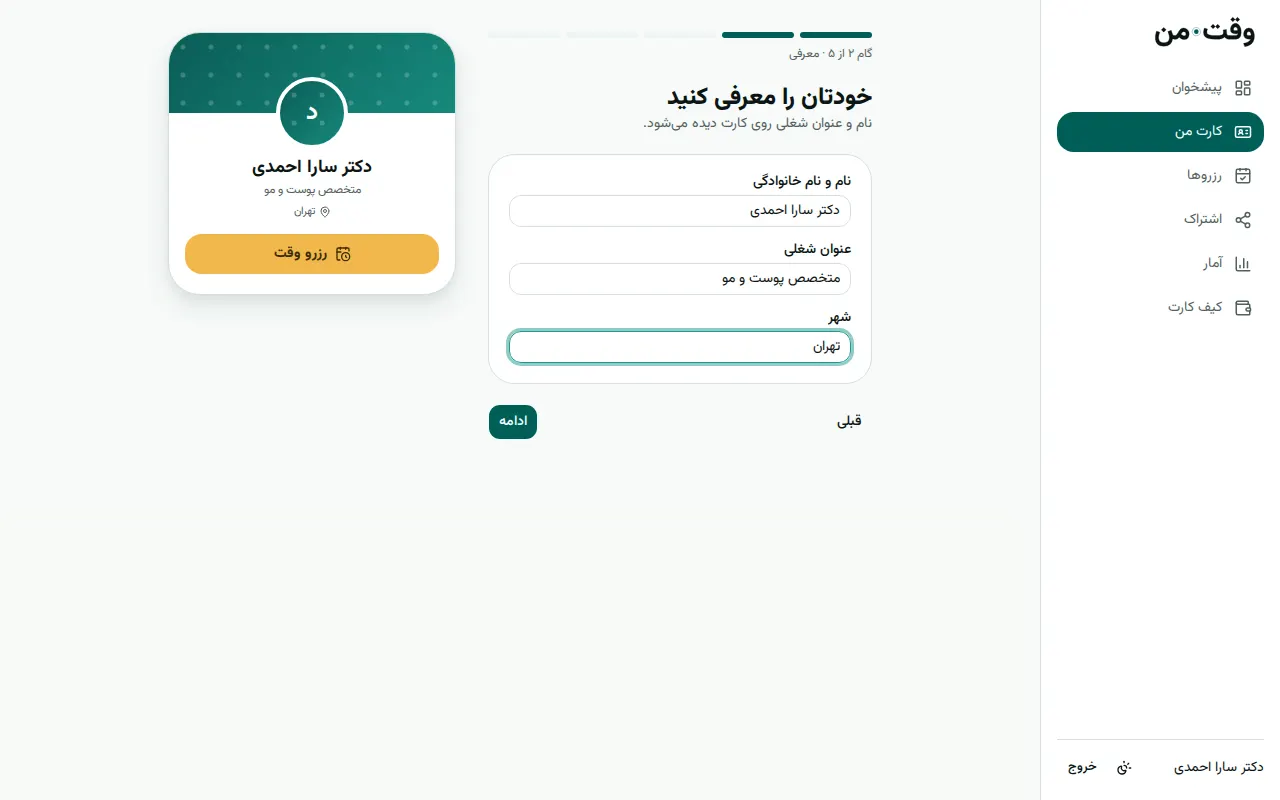 وقت•من
پیشخوان
کارت من
رزروها
اشتراک
آمار
کیف کارت
دکتر سارا احمدی
خروج
گام ۲ از ۵ · معرفی
خودتان را معرفی کنید
نام و عنوان شغلی روی کارت دیده می‌شود.
نام و نام خانوادگی
دکتر سارا احمدی
عنوان شغلی
متخصص پوست و مو
شهر
تهران
قبلی
ادامه
د
دکتر سارا احمدی
متخصص پوست و مو
تهران
رزرو وقت